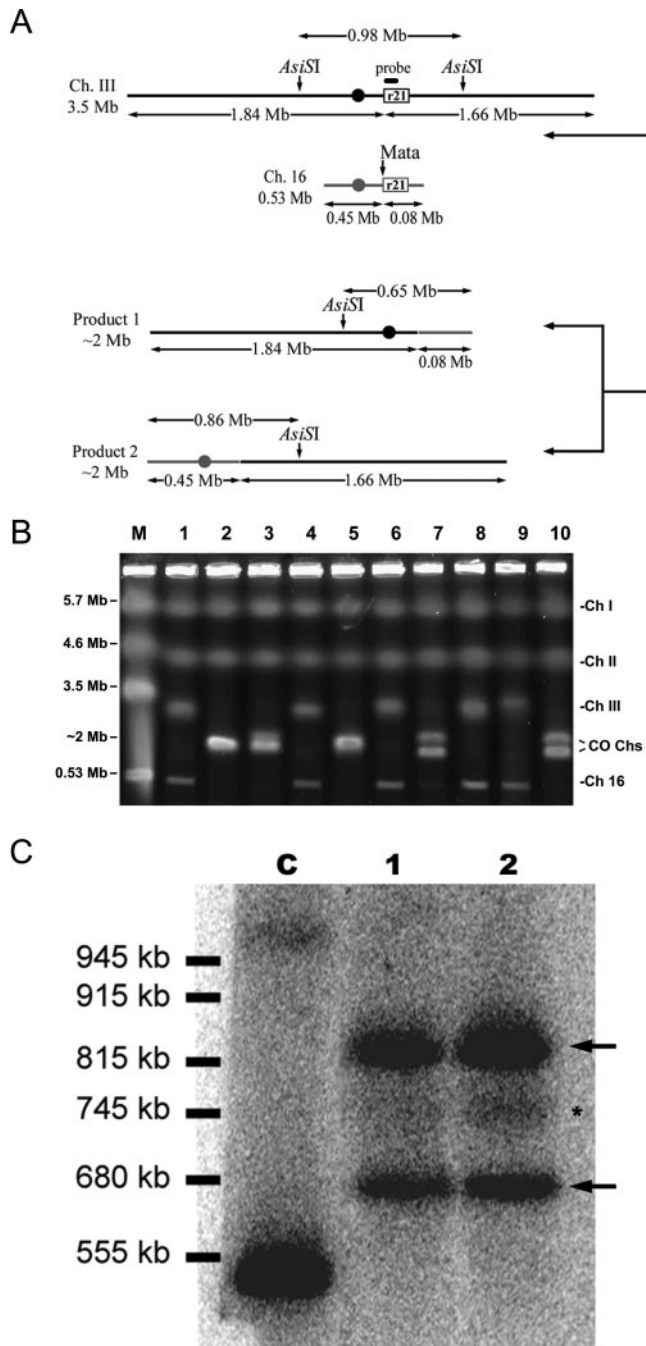 A
0.98 Mb
AsiSI
probe
AsiSI
Ch. III
3.5 Mb
r21
1.84 Mb
1.66 Mb
Mata
Ch. 16
0.53 Mb
r21
0.45 Mb
0.08 Mb
0.65 Mb
AsiSI
Product 1
~2 Mb
1.84 Mb
0.08 Mb
0.86 Mb
AsiSI
Product 2
~2 Mb
0.45 Mb
1.66 Mb
B
M 1 2 3 4 5 6 7 8 9 10
5.7 Mb
4.6 Mb
3.5 Mb
~2 Mb
0.53 Mb
Ch I
Ch II
Ch III
CO Chs
Ch 16
C
C 1 2
945 kb
915 kb
815 kb
745 kb
680 kb
555 kb
*